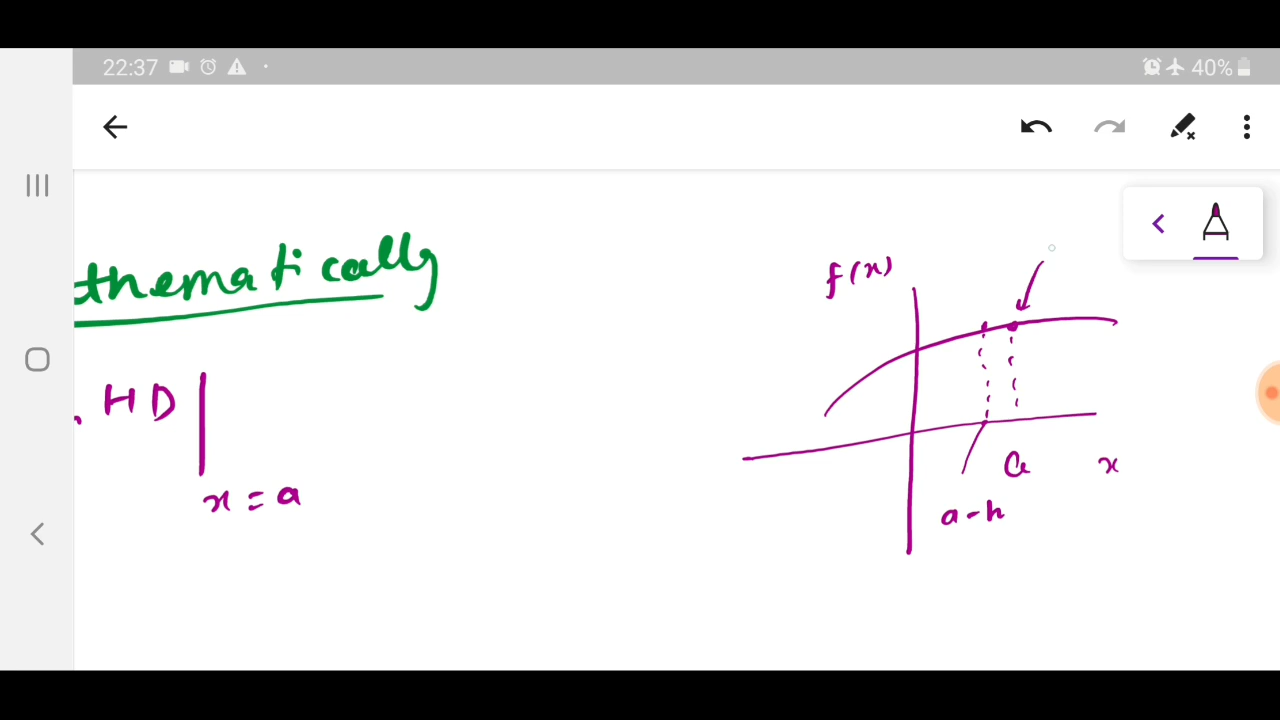 22:37
40%
thematically
f(x)
. HD
x = a
a
x
a - h